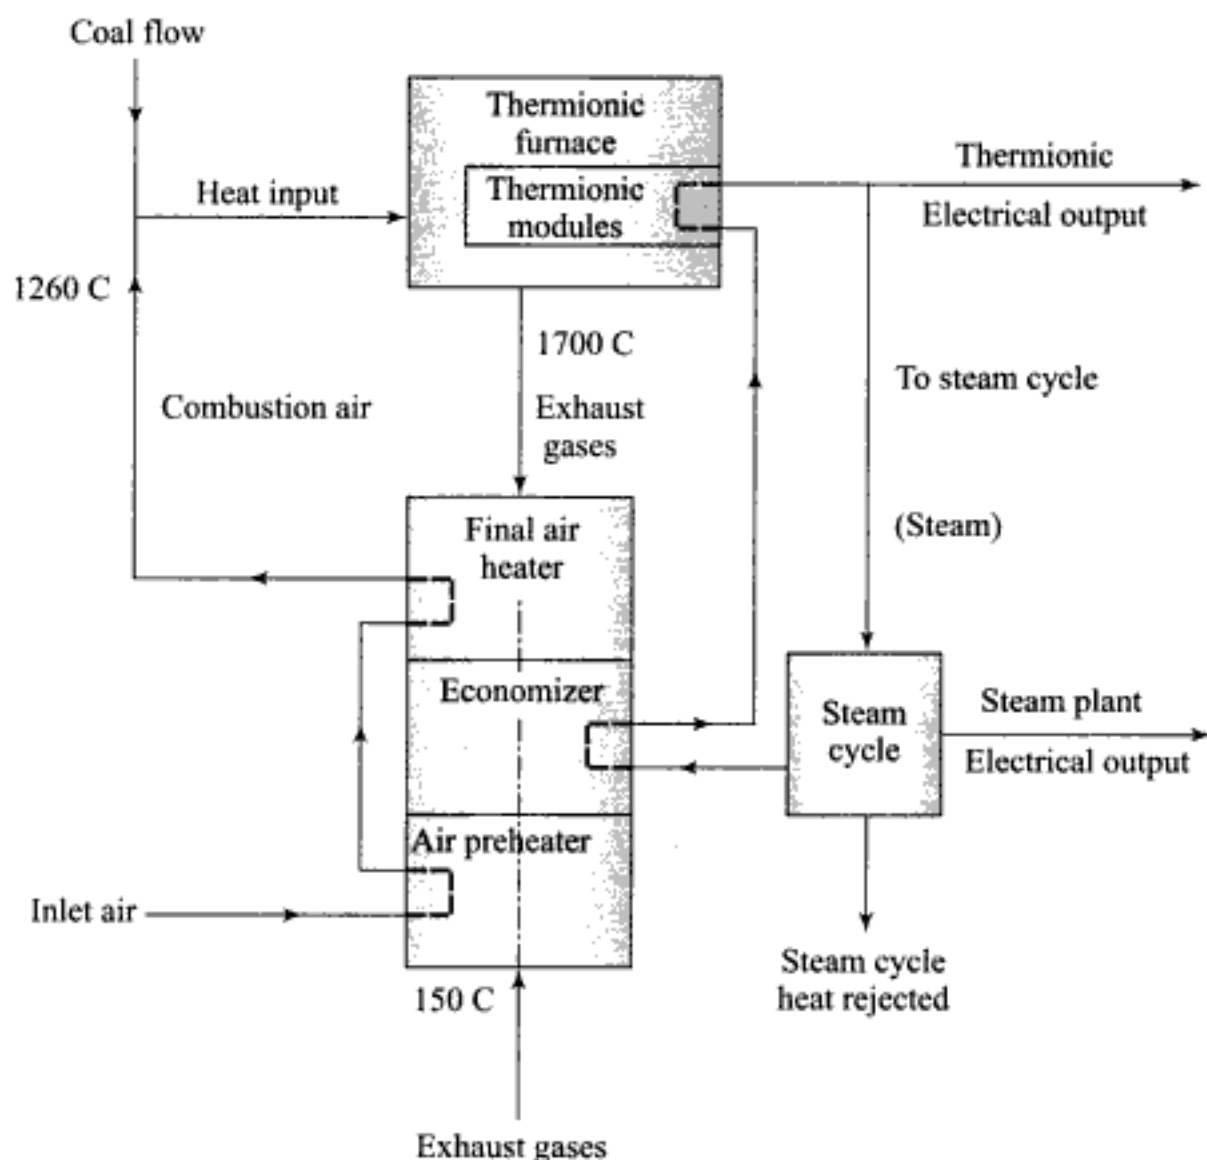 Coal flow
Thermionic
furnace
Thermionic
modules
Heat input
Thermionic
Electrical output
1260 C
1700 C
Exhaust
gases
Combustion air
To steam cycle
(Steam)
Final air
heater
Economizer
Air preheater
Steam
cycle
Steam plant
Electrical output
Inlet air
150 C
Steam cycle
heat rejected
Exhaust gases